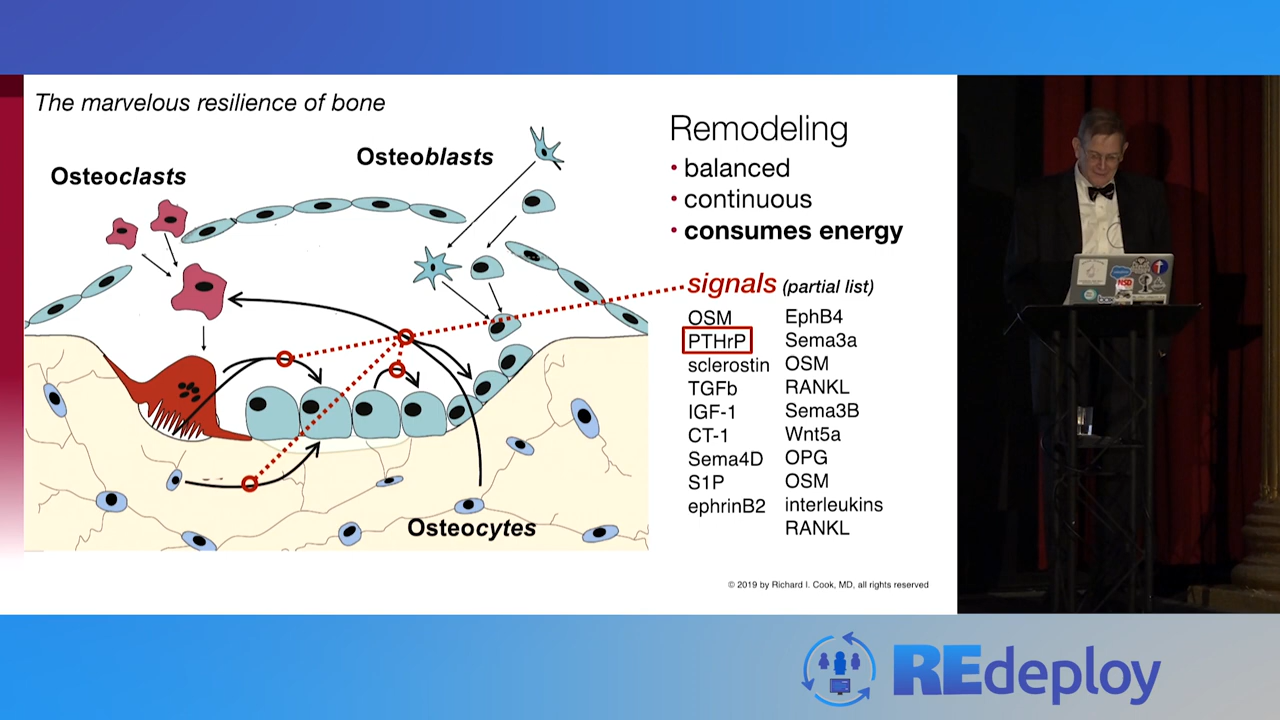 The marvelous resilience of bone
Osteoclasts
Osteoblasts
Osteocytes
Remodeling
• balanced
• continuous
• consumes energy
signals (partial list)
OSM
PTHrP
sclerostin
TGFb
IGF-1
CT-1
Sema4D
S1P
ephrinB2
EphB4
Sema3a
OSM
RANKL
Sema3B
Wnt5a
OPG
OSM
interleukins
RANKL
© 2019 by Richard I. Cook, MD, all rights reserved
REdeploy